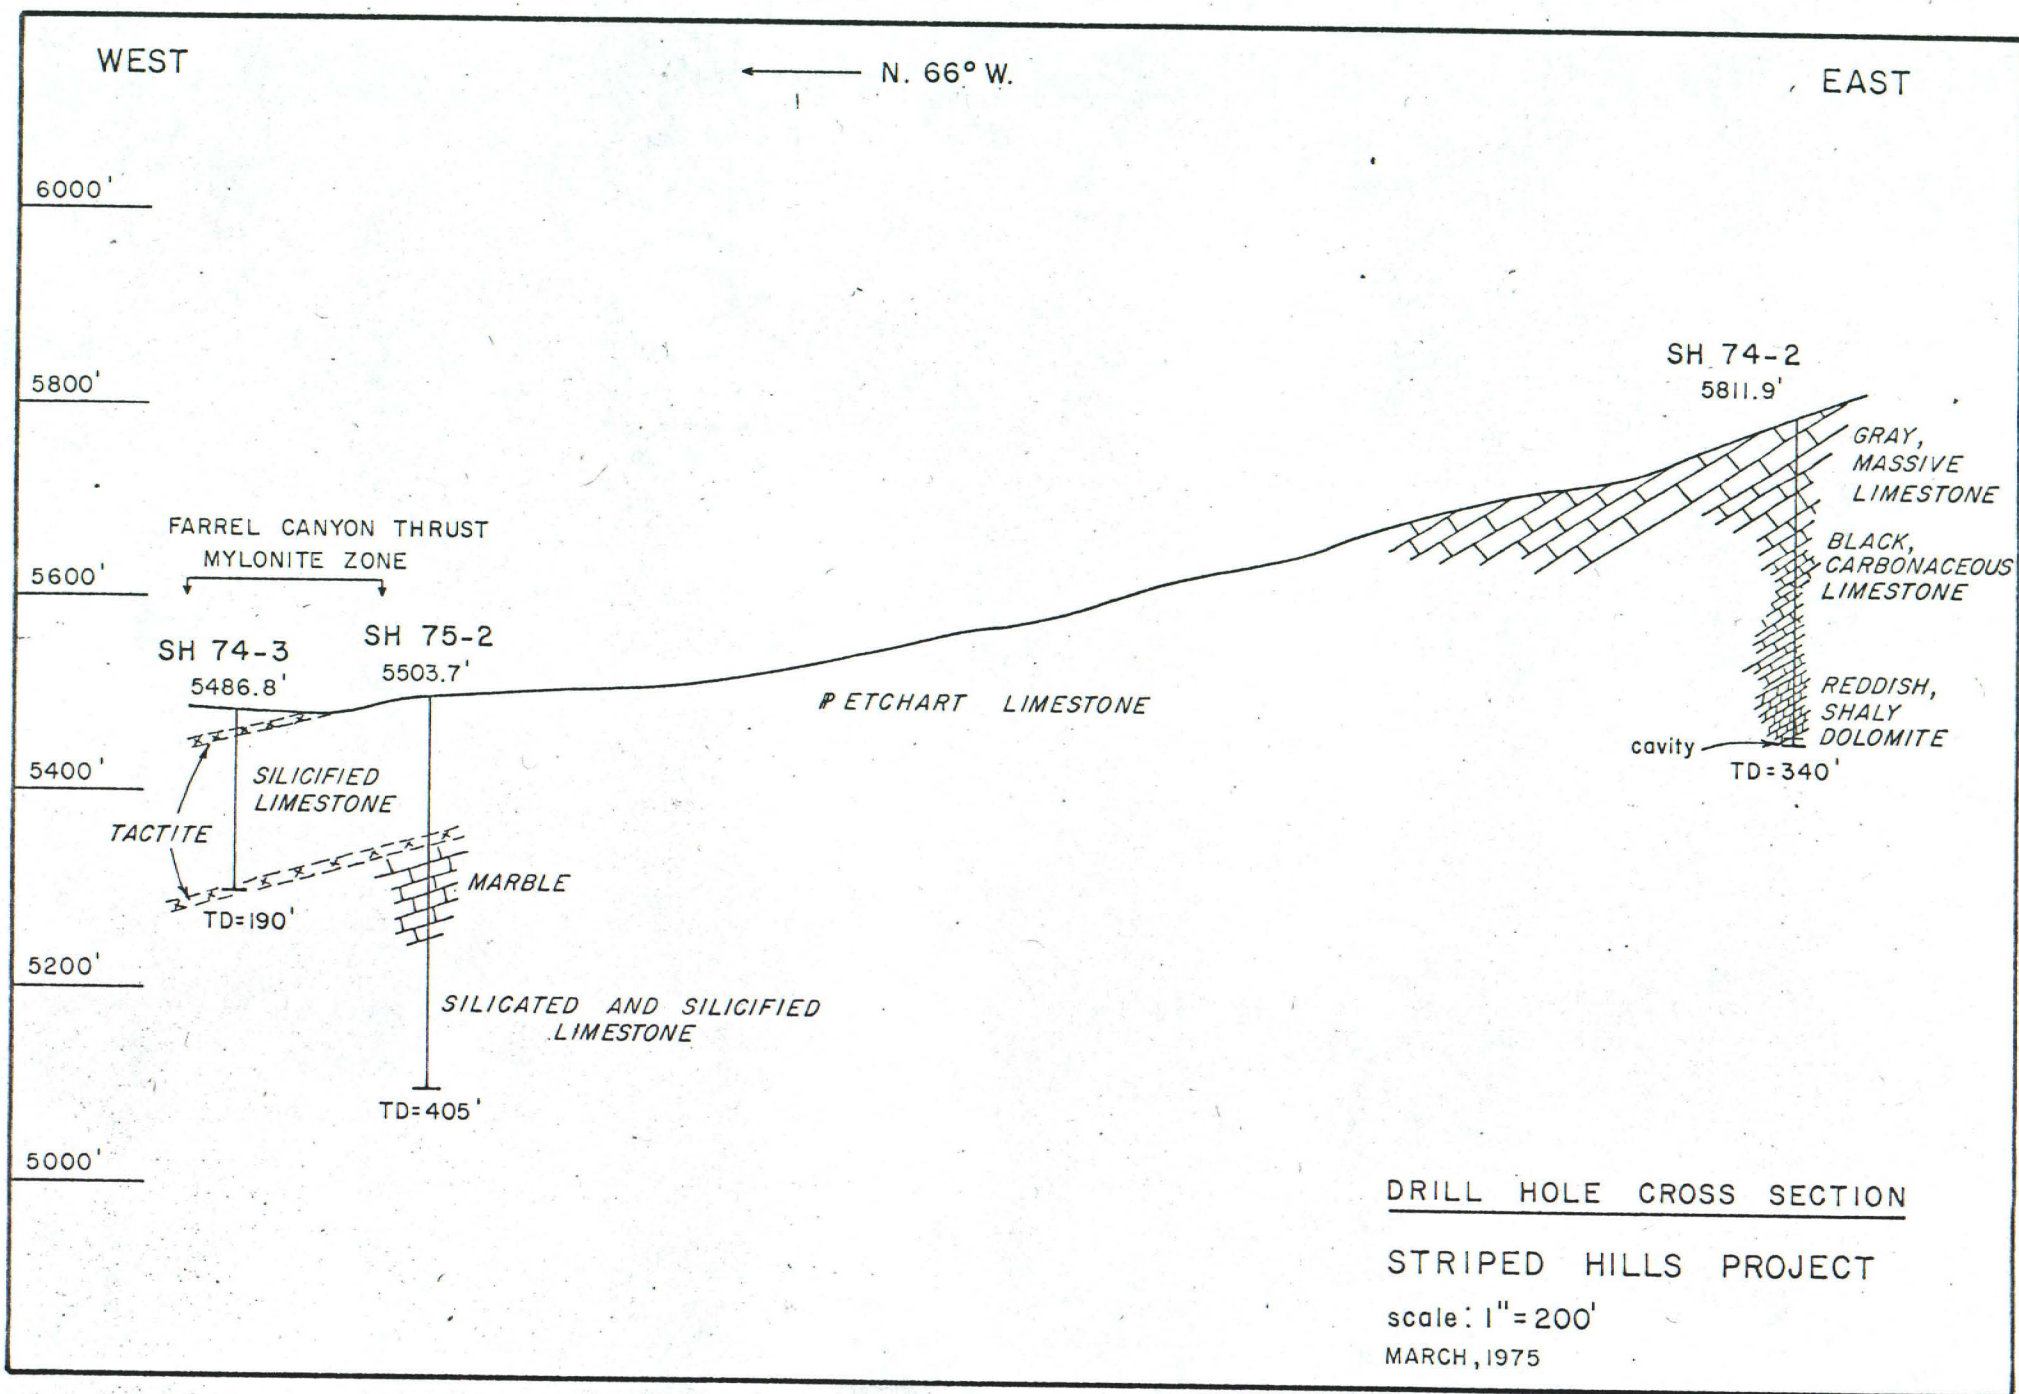 WEST
N. 66° W.
EAST
6000'
5800'
5600'
5400'
5200'
5000'
SH 74-2
5811.9'
GRAY,
MASSIVE
LIMESTONE
BLACK,
CARBONACEOUS
LIMESTONE
REDDISH,
SHALY
DOLOMITE
cavity
TD=340'
FARREL CANYON THRUST
MYLONITE ZONE
SH 74-3
5486.8'
SH 75-2
5503.7'
ETCHART LIMESTONE
SILICIFIED
LIMESTONE
TACTITE
TD=190'
MARBLE
SILICATED AND SILICIFIED
LIMESTONE
TD=405'
DRILL HOLE CROSS SECTION
STRIPED HILLS PROJECT
scale: 1"=200'
MARCH, 1975